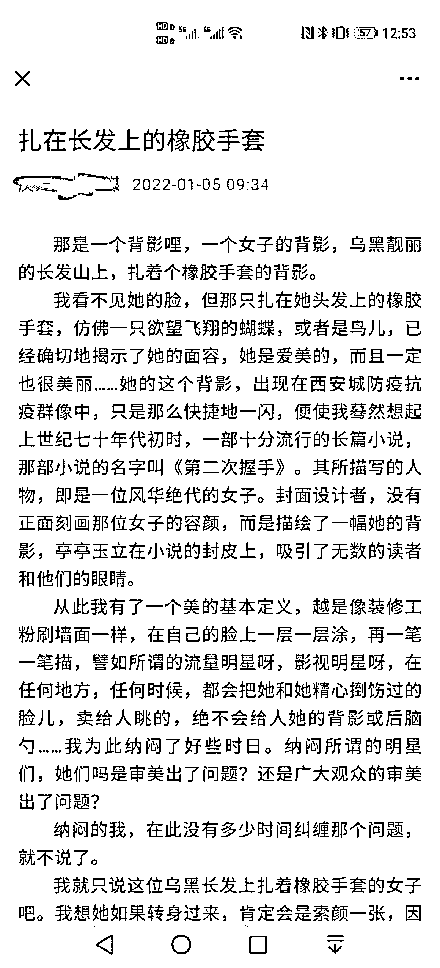 57 12:53
扎在长发上的橡胶手套
2022-01-05 09:34
那是一个背影哩，一个女子的背影，乌黑靓丽
的长发山上，扎着个橡胶手套的背影。
我看不见她的脸，但那只扎在她头发上的橡胶
手套，仿佛一只欲望飞翔的蝴蝶，或者是鸟儿，已
经确切地揭示了她的面容，她是爱美的，而且一定
也很美丽……她的这个背影，出现在西安城防疫抗
疫群像中，只是那么快捷地一闪，便使我蓦然想起
上世纪七十年代初时，一部十分流行的长篇小说，
那部小说的名字叫《第二次握手》。其所描写的人
物，即是一位风华绝代的女子。封面设计者，没有
正面刻画那位女子的容颜，而是描绘了一幅她的背
影，亭亭玉立在小说的封皮上，吸引了无数的读者
和他们的眼睛。
从此我有了一个美的基本定义，越是像装修工
粉刷墙面一样，在自己的脸上一层一层涂，再一笔
一笔描，譬如所谓的流量明星呀，影视明星呀，在
任何地方，任何时候，都会把她和她精心捯饬过的
脸儿，卖给人眺的，绝不会给人她的背影或后脑
勺……我为此纳闷了好些时日。纳闷所谓的明星
们，她们吗是审美出了问题？还是广大观众的审美
出了问题？
纳闷的我，在此没有多少时间纠缠那个问题，
就不说了。
我就只说这位乌黑长发上扎着橡胶手套的女子
吧。我想她如果转身过来，肯定会是素颜一张，因